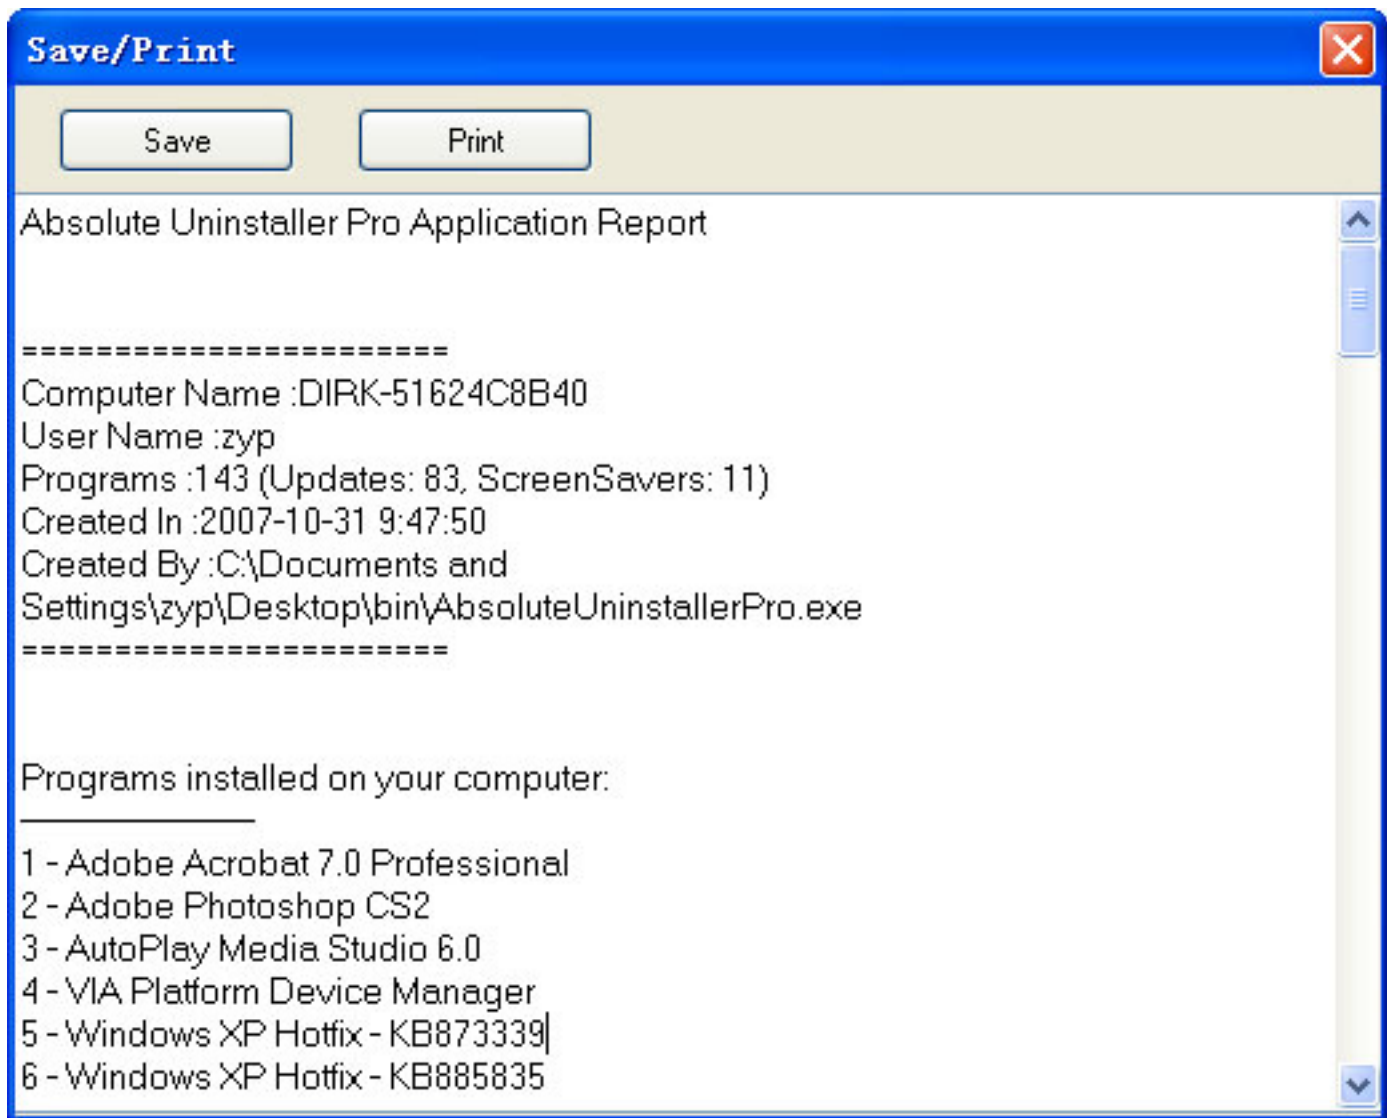 Save/Print
Save Print
Absolute Uninstaller Pro Application Report
=======================
Computer Name :DIRK-51624C8B40
User Name :zyp
Programs :143 (Updates: 83, ScreenSavers: 11)
Created In :2007-10-31 9:47:50
Created By :C:\Documents and
Settings\zyp\Desktop\bin\AbsoluteUninstallerPro.exe
=======================
Programs installed on your computer:
1 - Adobe Acrobat 7.0 Professional
2 - Adobe Photoshop CS2
3 - AutoPlay Media Studio 6.0
4 - VIA Platform Device Manager
5 - Windows XP Hotfix - KB873339
6 - Windows XP Hotfix - KB885835